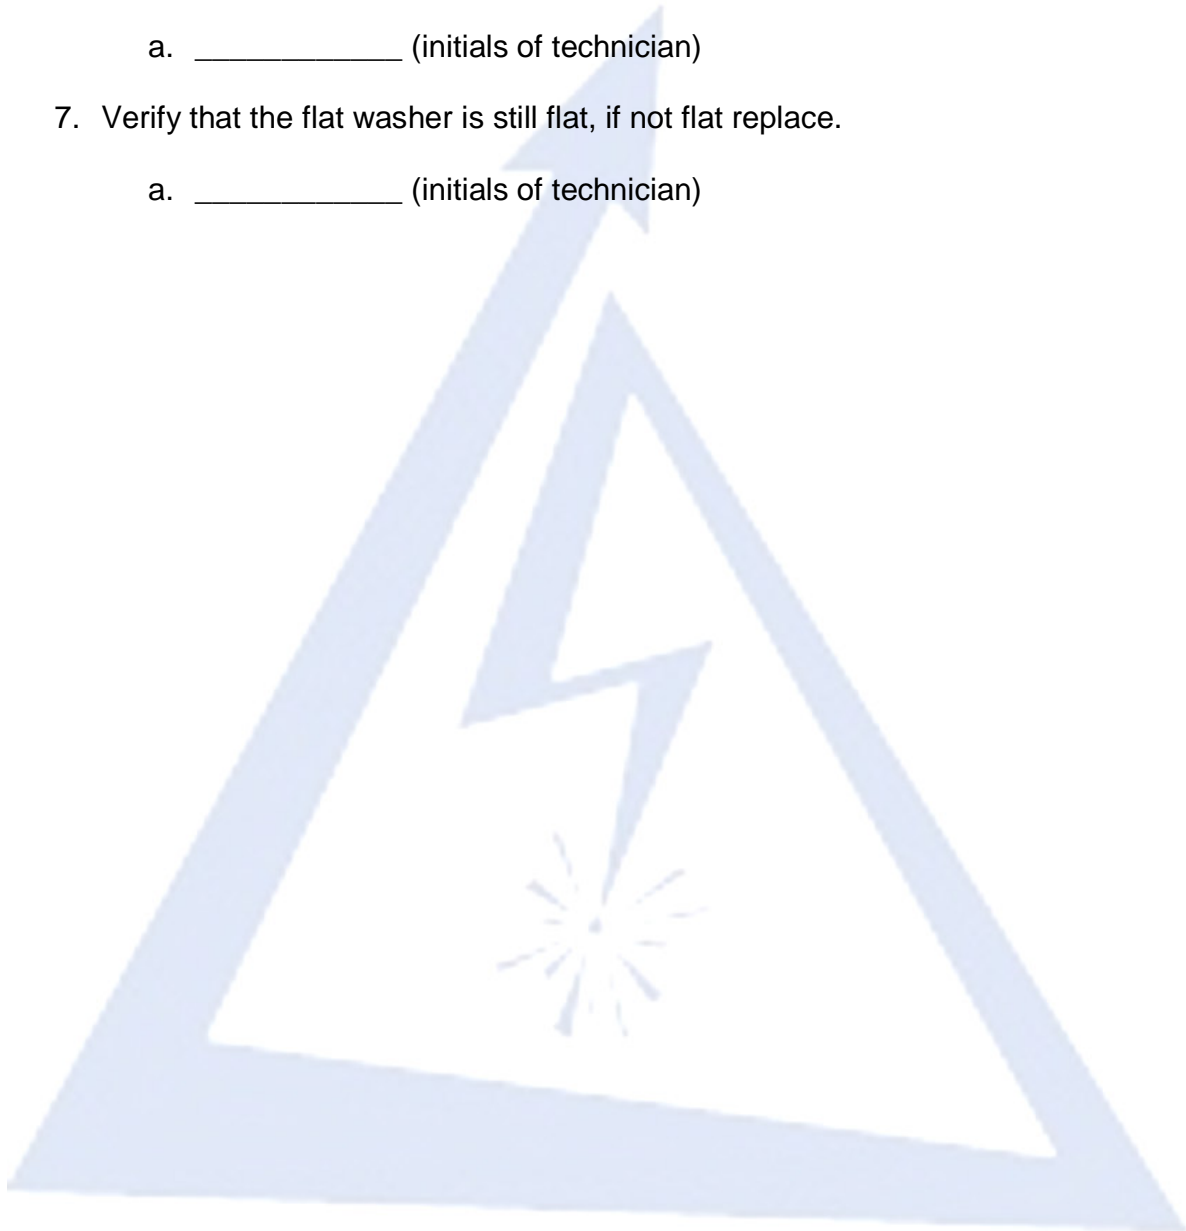 a. ____________ (initials of technician)
7. Verify that the flat washer is still flat, if not flat replace.
a. ____________ (initials of technician)